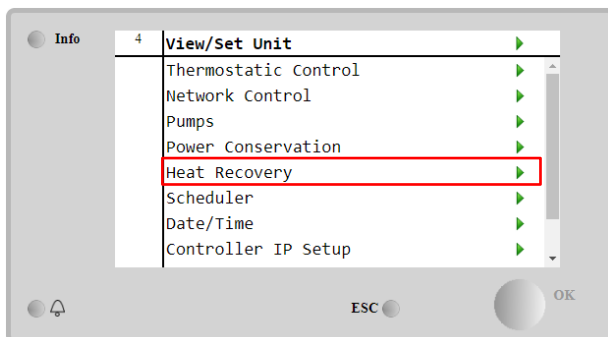 Info
4 View/Set Unit
Thermostatic Control
Network Control
Pumps
Power Conservation
Heat Recovery
Scheduler
Date/Time
Controller IP Setup
ESC
OK